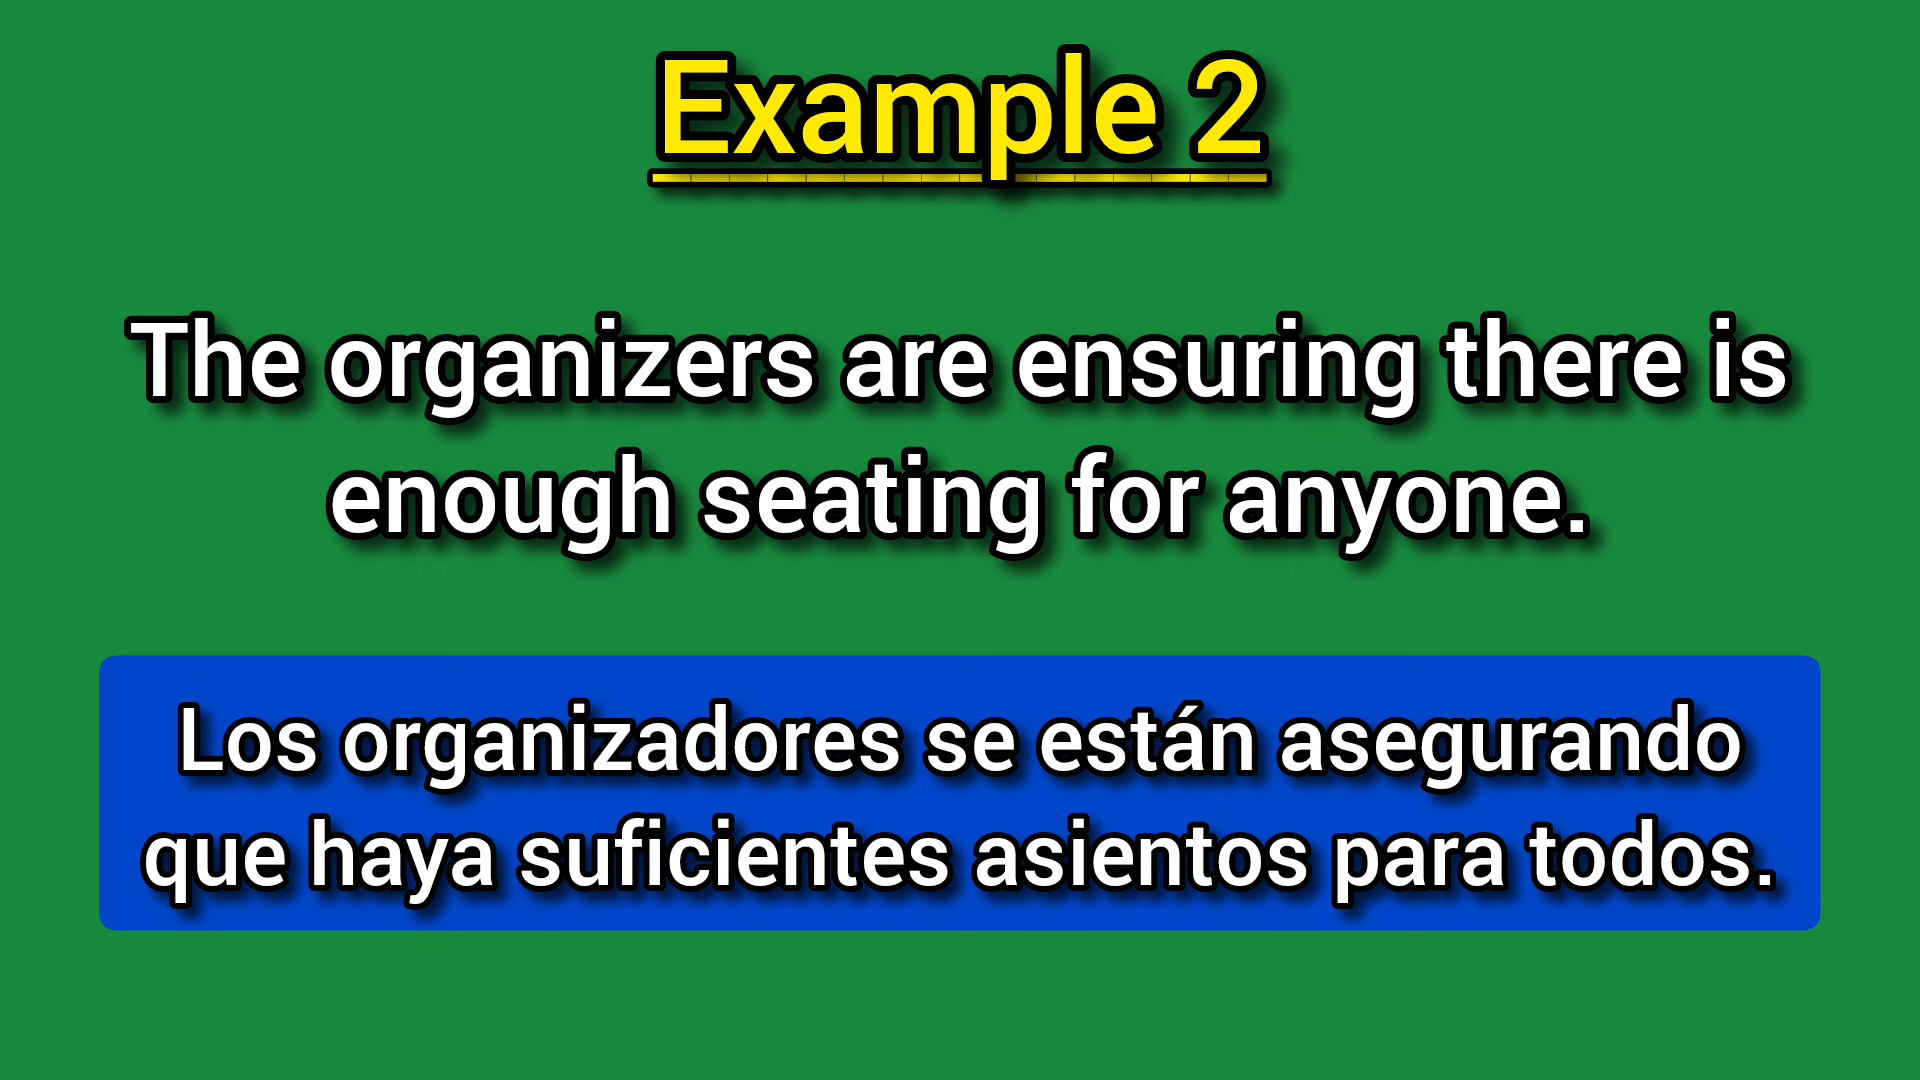 Example 2
The organizers are ensuring there is
enough seating for anyone.
Los organizadores se están asegurando
que haya suficientes asientos para todos.